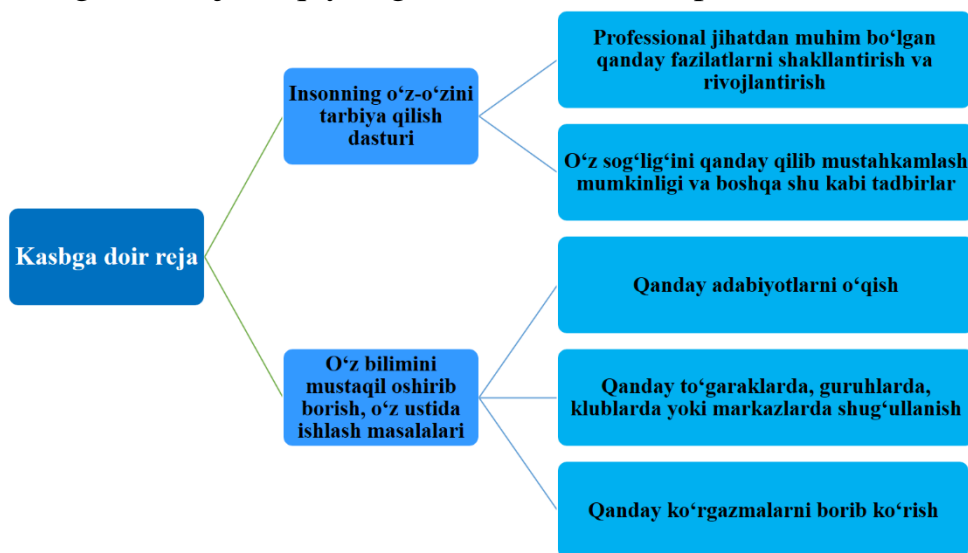 Kasbga doir reja
Insonning o‘z-o‘zini
tarbiya qilish
dasturi
Professional jihatdan muhim bo‘lgan
qanday fazilatlarni shakllantirish va
rivojlantirish
O‘z sog‘lig‘ini qanday qilib mustahkamlash
mumkinligi va boshqa shu kabi tadbirlar
O‘z bilimini
mustaqil oshirib
borish, o‘z ustida
ishlash masalalari
Qanday adabiyotlarni o‘qish
Qanday to‘garaklarda, guruhlarda,
klublarda yoki markazlarda shug‘ullanish
Qanday ko‘rgazmalarni borib ko‘rish